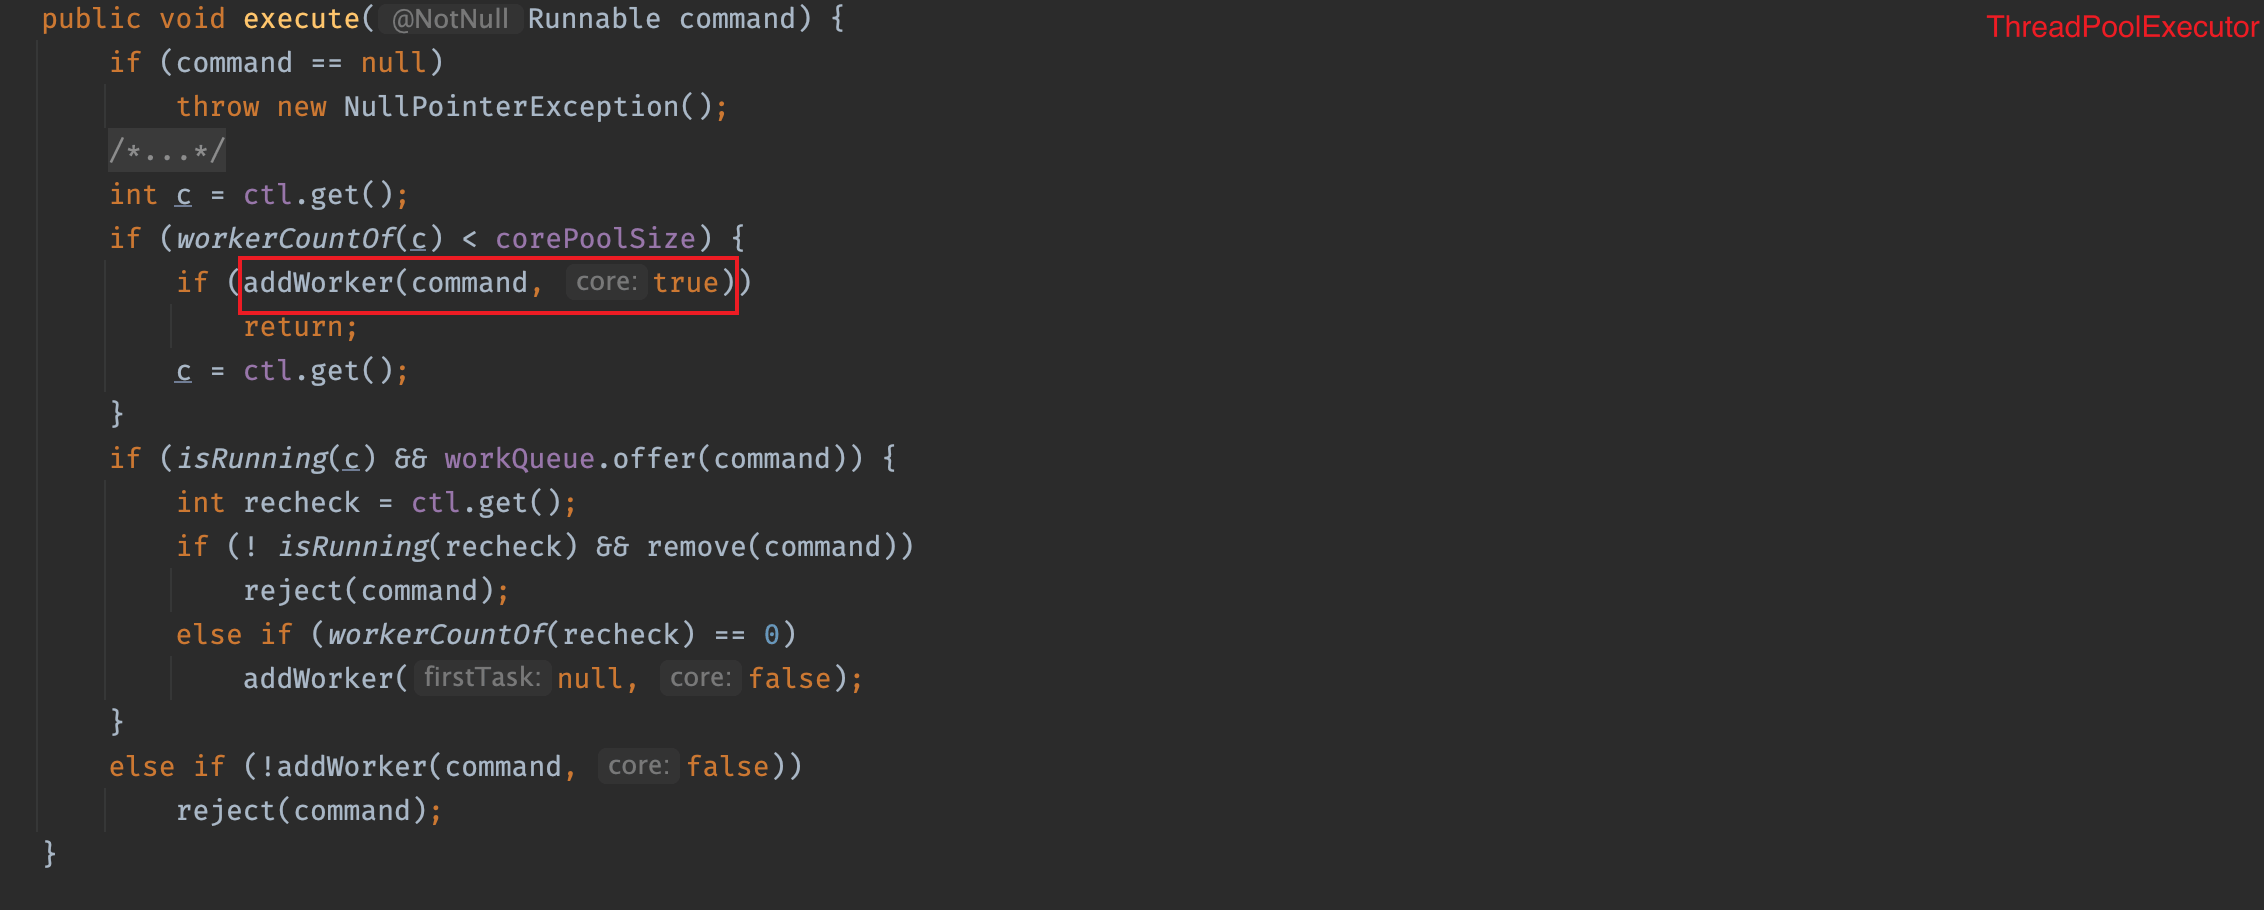 public void execute( @NotNull Runnable command) {
ThreadPoolExecutor
if (command == null)
throw new NullPointerException();
/*...*/
int c = ctl.get();
if (workerCountOf(c) < corePoolSize) {
if (addWorker(command, core: true))
return;
c = ctl.get();
}
if (isRunning(c) && workQueue.offer(command)) {
int recheck = ctl.get();
if (! isRunning(recheck) && remove(command))
reject(command);
else if (workerCountOf(recheck) == 0)
addWorker( firstTask: null, core: false);
}
else if (!addWorker(command, core: false))
reject(command);
}